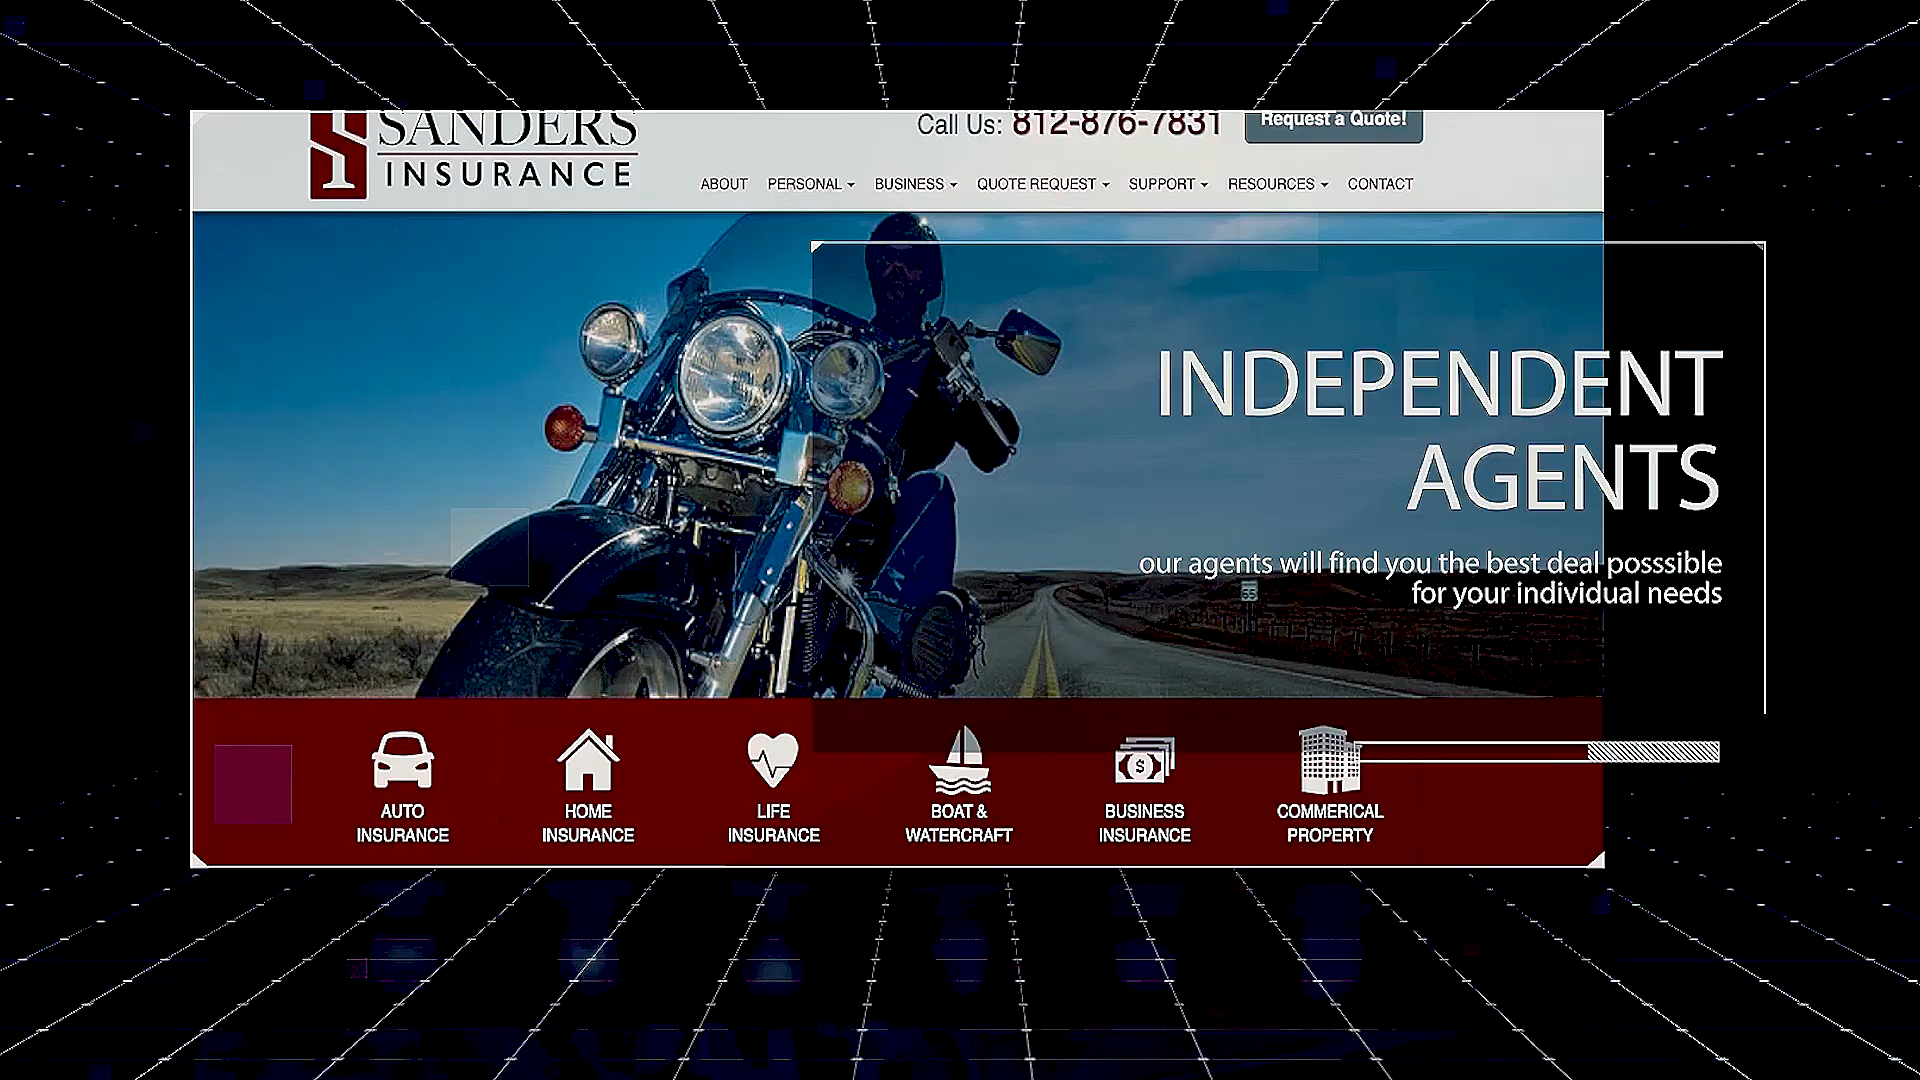 SANDERS
INSURANCE
Call Us: 812-876-7831
Request a Quote!
ABOUT PERSONAL BUSINESS QUOTE REQUEST SUPPORT RESOURCES CONTACT
INDEPENDENT
AGENTS
our agents will find you the best deal posssible
for your individual needs
35
AUTO
INSURANCE
HOME
INSURANCE
LIFE
INSURANCE
BOAT &
WATERCRAFT
BUSINESS
INSURANCE
COMMERICAL
PROPERTY